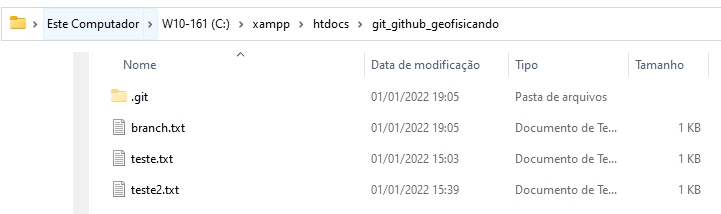 Este Computador > W10-161 (C:) > xampp > htdocs > git_github_geofisicando
Nome Data de modificação Tipo Tamanho
.git 01/01/2022 19:05 Pasta de arquivos
branch.txt 01/01/2022 19:05 Documento de Te... 1 KB
teste.txt 01/01/2022 15:03 Documento de Te... 1 KB
teste2.txt 01/01/2022 15:39 Documento de Te... 1 KB